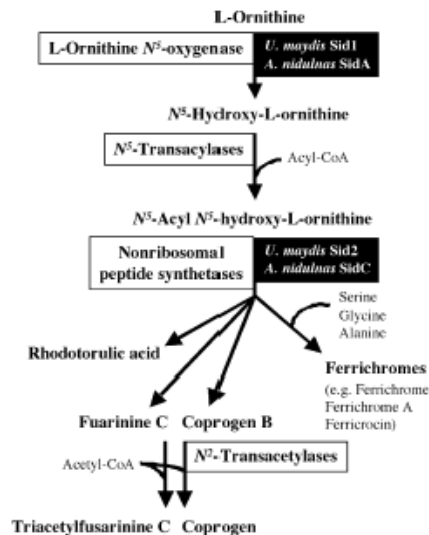 L-Ornithine
L-Ornithine N⁵-oxygenase
U. maydis Sid1
A. nidulnas SidA
N⁵-Hydroxy-L-ornithine
N⁵-Transacylases
Acyl-CoA
N⁵-Acyl N⁵-hydroxy-L-ornithine
Nonribosomal
peptide synthetases
U. maydis Sid2
A. nidulnas SidC
Serine
Glycine
Alanine
Rhodotorulic acid
Ferrichromes
(e.g. Ferrichrome
Ferrichrome A
Ferricrocin)
Fuarinine C Coprogen B
Acetyl-CoA
N²-Transacetylases
Triacetylfusarinine C Coprogen